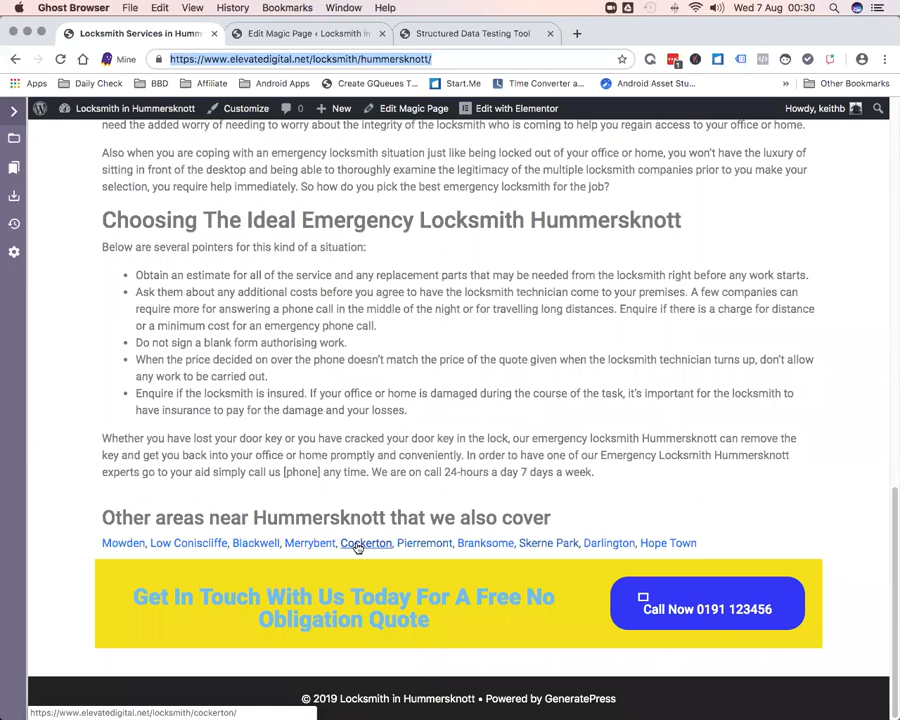 Ghost Browser File Edit View History Bookmarks Window Help Wed 7 Aug 00:30
Locksmith Services in Humm Edit Magic Page ‹ Locksmith in Structured Data Testing Tool
Mine https://www.elevatedigital.net/locksmith/hummersknott/
Apps Daily Check BBD Affiliate Android Apps Create GQueues T... Start.Me Time Converter a... Android Asset Stu... » Other Bookmarks
Locksmith in Hummersknott Customize 0 New Edit Magic Page Edit with Elementor Howdy, keithb
need the added worry of needing to worry about the integrity of the locksmith who is coming to help you regain access to your office or home.
Also when you are coping with an emergency locksmith situation just like being locked out of your office or home, you won't have the luxury of
sitting in front of the desktop and being able to thoroughly examine the legitimacy of the multiple locksmith companies prior to you make your
selection, you require help immediately. So how do you pick the best emergency locksmith for the job?
Choosing The Ideal Emergency Locksmith Hummersknott
Below are several pointers for this kind of a situation:
• Obtain an estimate for all of the service and any replacement parts that may be needed from the locksmith right before any work starts.
• Ask them about any additional costs before you agree to have the locksmith technician come to your premises. A few companies can
require more for answering a phone call in the middle of the night or for travelling long distances. Enquire if there is a charge for distance
or a minimum cost for an emergency phone call.
• Do not sign a blank form authorising work.
• When the price decided on over the phone doesn't match the price of the quote given when the locksmith technician turns up, don't allow
any work to be carried out.
• Enquire if the locksmith is insured. If your office or home is damaged during the course of the task, it's important for the locksmith to
have insurance to pay for the damage and your losses.
Whether you have lost your door key or you have cracked your door key in the lock, our emergency locksmith Hummersknott can remove the
key and get you back into your office or home promptly and conveniently. In order to have one of our Emergency Locksmith Hummersknott
experts go to your aid simply call us [phone] any time. We are on call 24-hours a day 7 days a week.
Other areas near Hummersknott that we also cover
Mowden, Low Coniscliffe, Blackwell, Merrybent, Cockerton, Pierremont, Branksome, Skerne Park, Darlington, Hope Town
Get In Touch With Us Today For A Free No
Obligation Quote
Call Now 0191 123456
© 2019 Locksmith in Hummersknott • Powered by GeneratePress
https://www.elevatedigital.net/locksmith/cockerton/